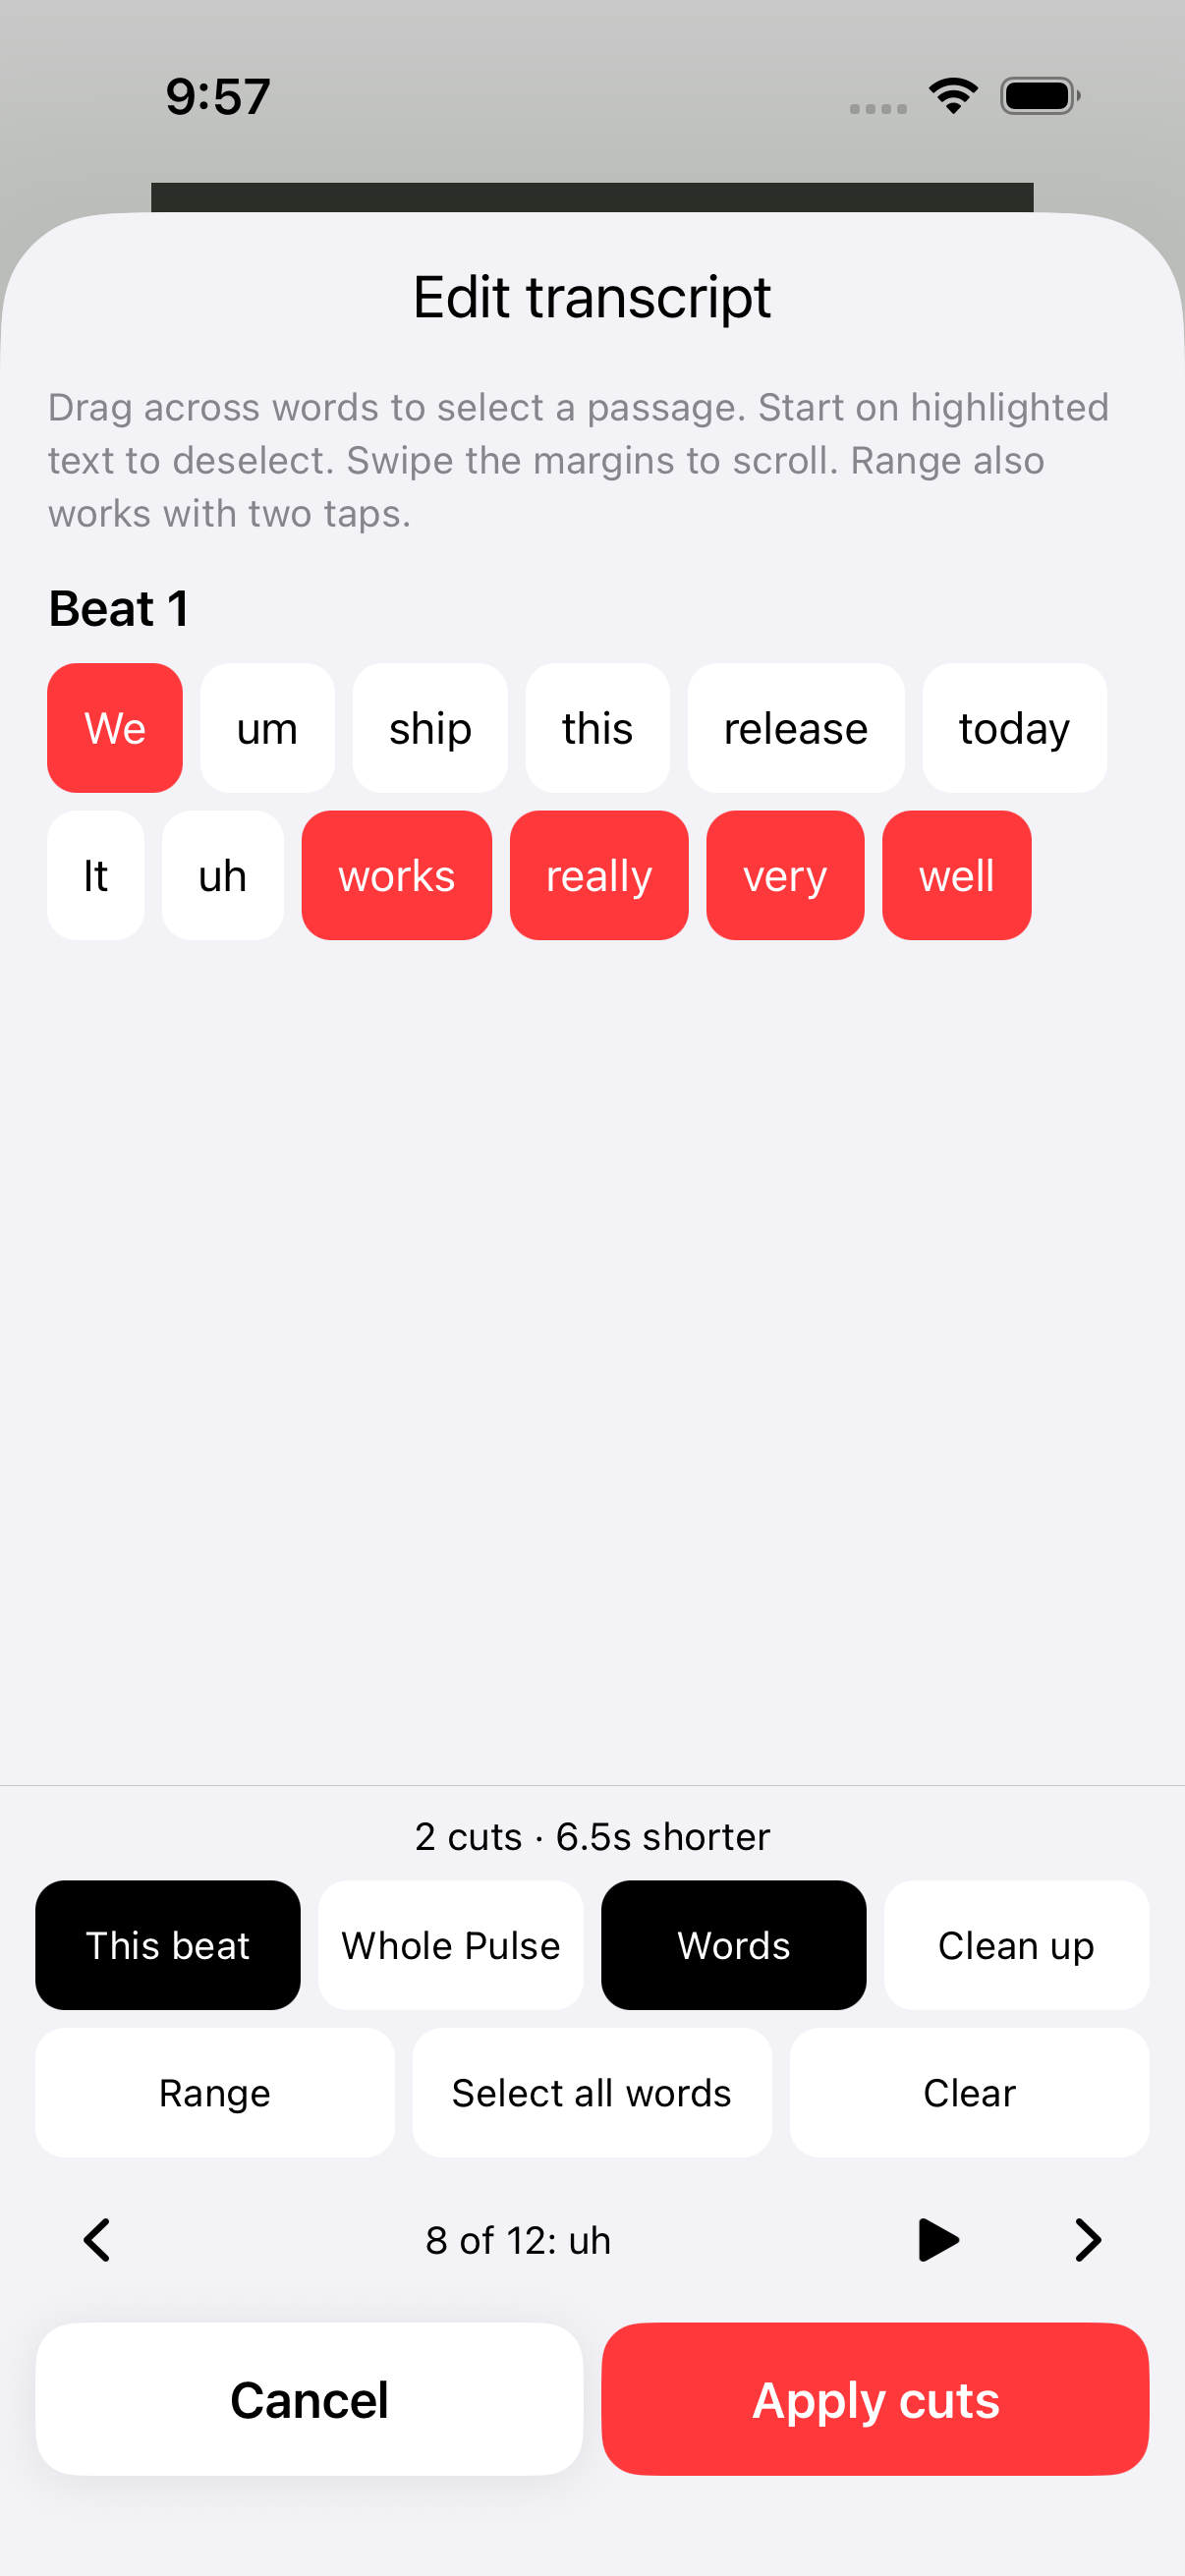 9:57
Edit transcript
Drag across words to select a passage. Start on highlighted
text to deselect. Swipe the margins to scroll. Range also
works with two taps.
Beat 1
We um ship this release today
It uh works really very well
2 cuts · 6.5s shorter
This beat Whole Pulse Words Clean up
Range Select all words Clear
8 of 12: uh
Cancel Apply cuts